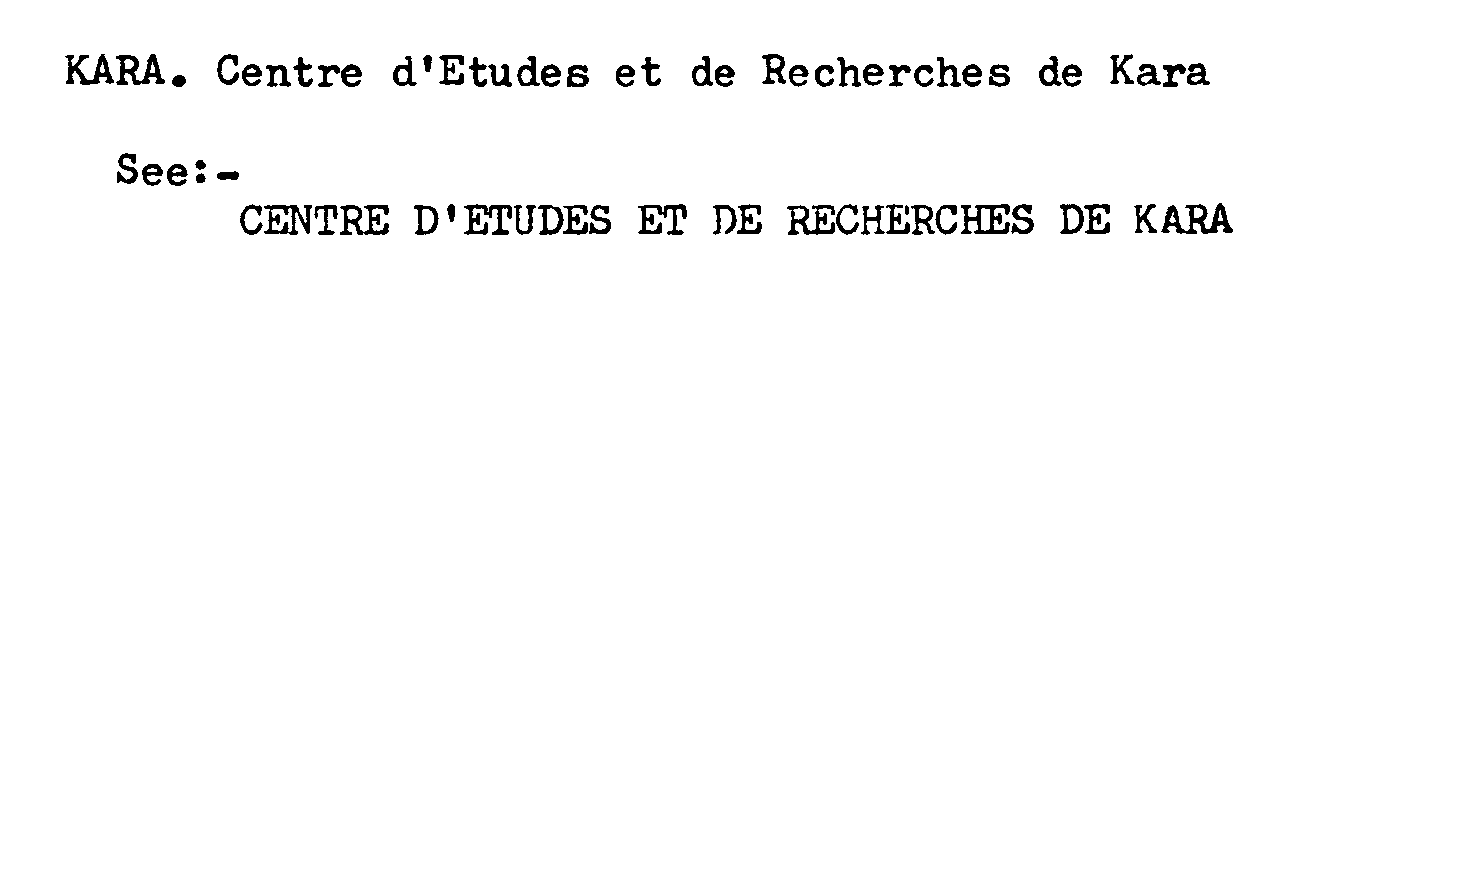 KARA. Centre d'Etudes et de Recherches de Kara
See:-
CENTRE D'ETUDES ET DE RECHERCHES DE KARA